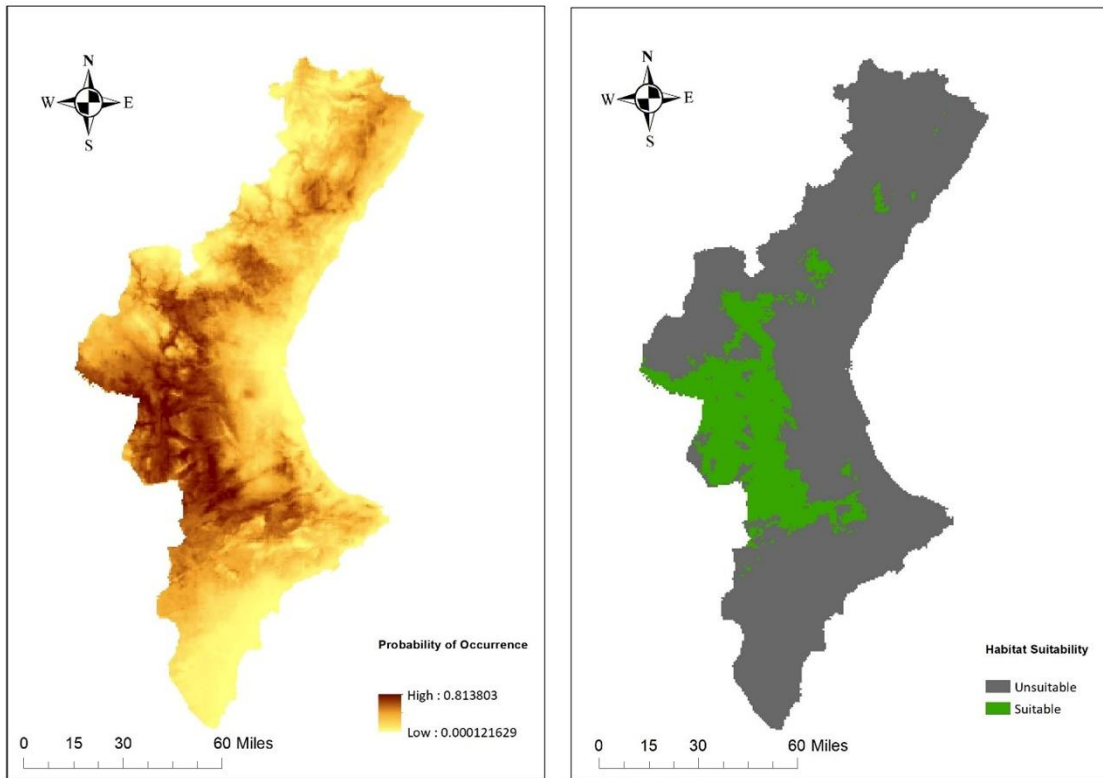 N
W E
S
Probability of Occurrence
High : 0.813803
Low : 0.000121629
0 15 30 60 Miles
N
W E
S
Habitat Suitability
Unsuitable
Suitable
0 15 30 60 Miles